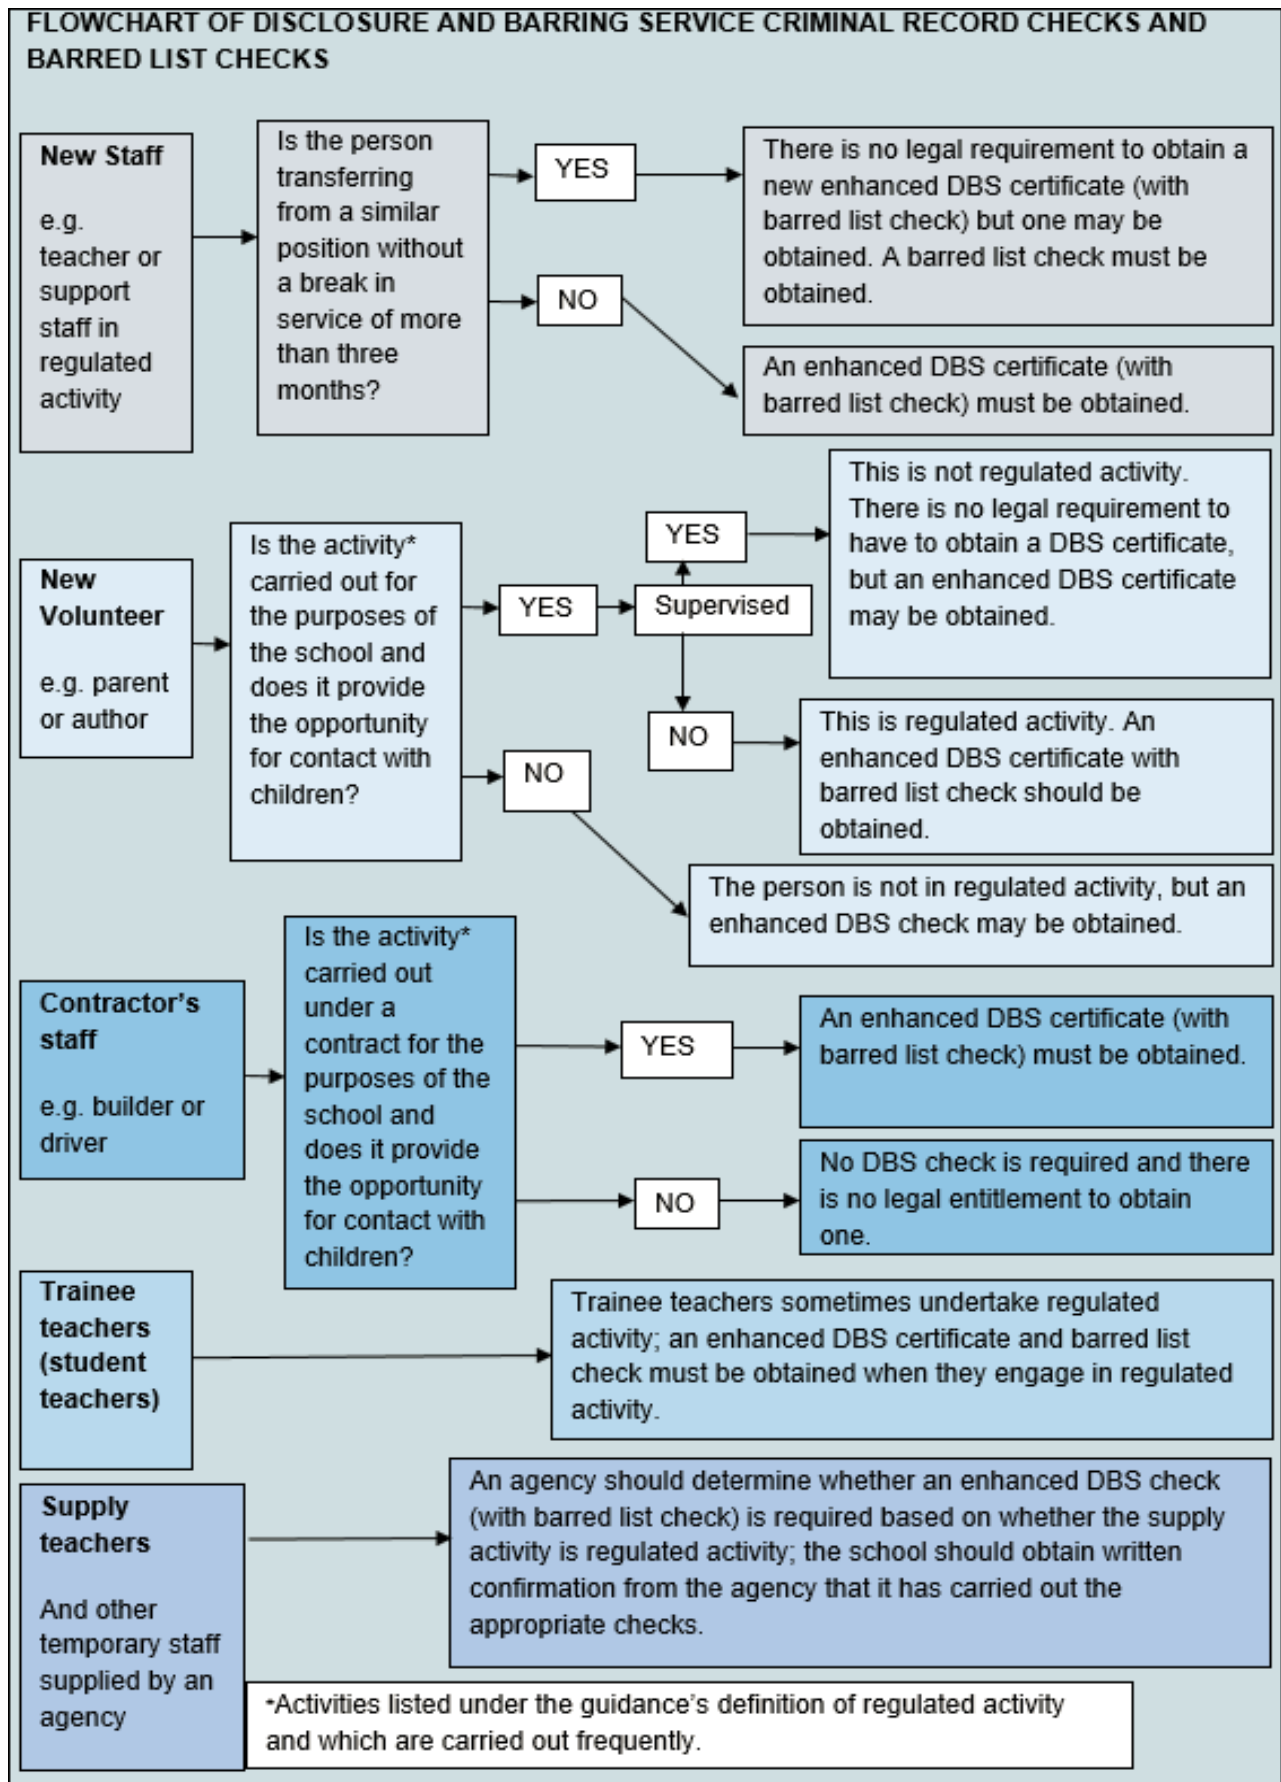 FLOWCHART OF DISCLOSURE AND BARRING SERVICE CRIMINAL RECORD CHECKS AND
BARRED LIST CHECKS
New Staff
e.g.
teacher or
support
staff in
regulated
activity
Is the person
transferring
from a similar
position without
a break in
service of more
than three
months?
YES
There is no legal requirement to obtain a
new enhanced DBS certificate (with
barred list check) but one may be
obtained. A barred list check must be
obtained.
NO
An enhanced DBS certificate (with
barred list check) must be obtained.
New
Volunteer
e.g. parent
or author
Is the activity*
carried out for
the purposes of
the school and
does it provide
the opportunity
for contact with
children?
YES
Supervised
YES
This is not regulated activity.
There is no legal requirement to
have to obtain a DBS certificate,
but an enhanced DBS certificate
may be obtained.
NO
This is regulated activity. An
enhanced DBS certificate with
barred list check should be
obtained.
NO
The person is not in regulated activity, but an
enhanced DBS check may be obtained.
Contractor's
staff
e.g. builder or
driver
Is the activity*
carried out
under a
contract for the
purposes of the
school and
does it provide
the opportunity
for contact with
children?
YES
An enhanced DBS certificate (with
barred list check) must be obtained.
NO
No DBS check is required and there
is no legal entitlement to obtain
one.
Trainee
teachers
(student
teachers)
Trainee teachers sometimes undertake regulated
activity; an enhanced DBS certificate and barred list
check must be obtained when they engage in regulated
activity.
Supply
teachers
And other
temporary staff
supplied by an
agency
An agency should determine whether an enhanced DBS check
(with barred list check) is required based on whether the supply
activity is regulated activity; the school should obtain written
confirmation from the agency that it has carried out the
appropriate checks.
*Activities listed under the guidance's definition of regulated activity
and which are carried out frequently.